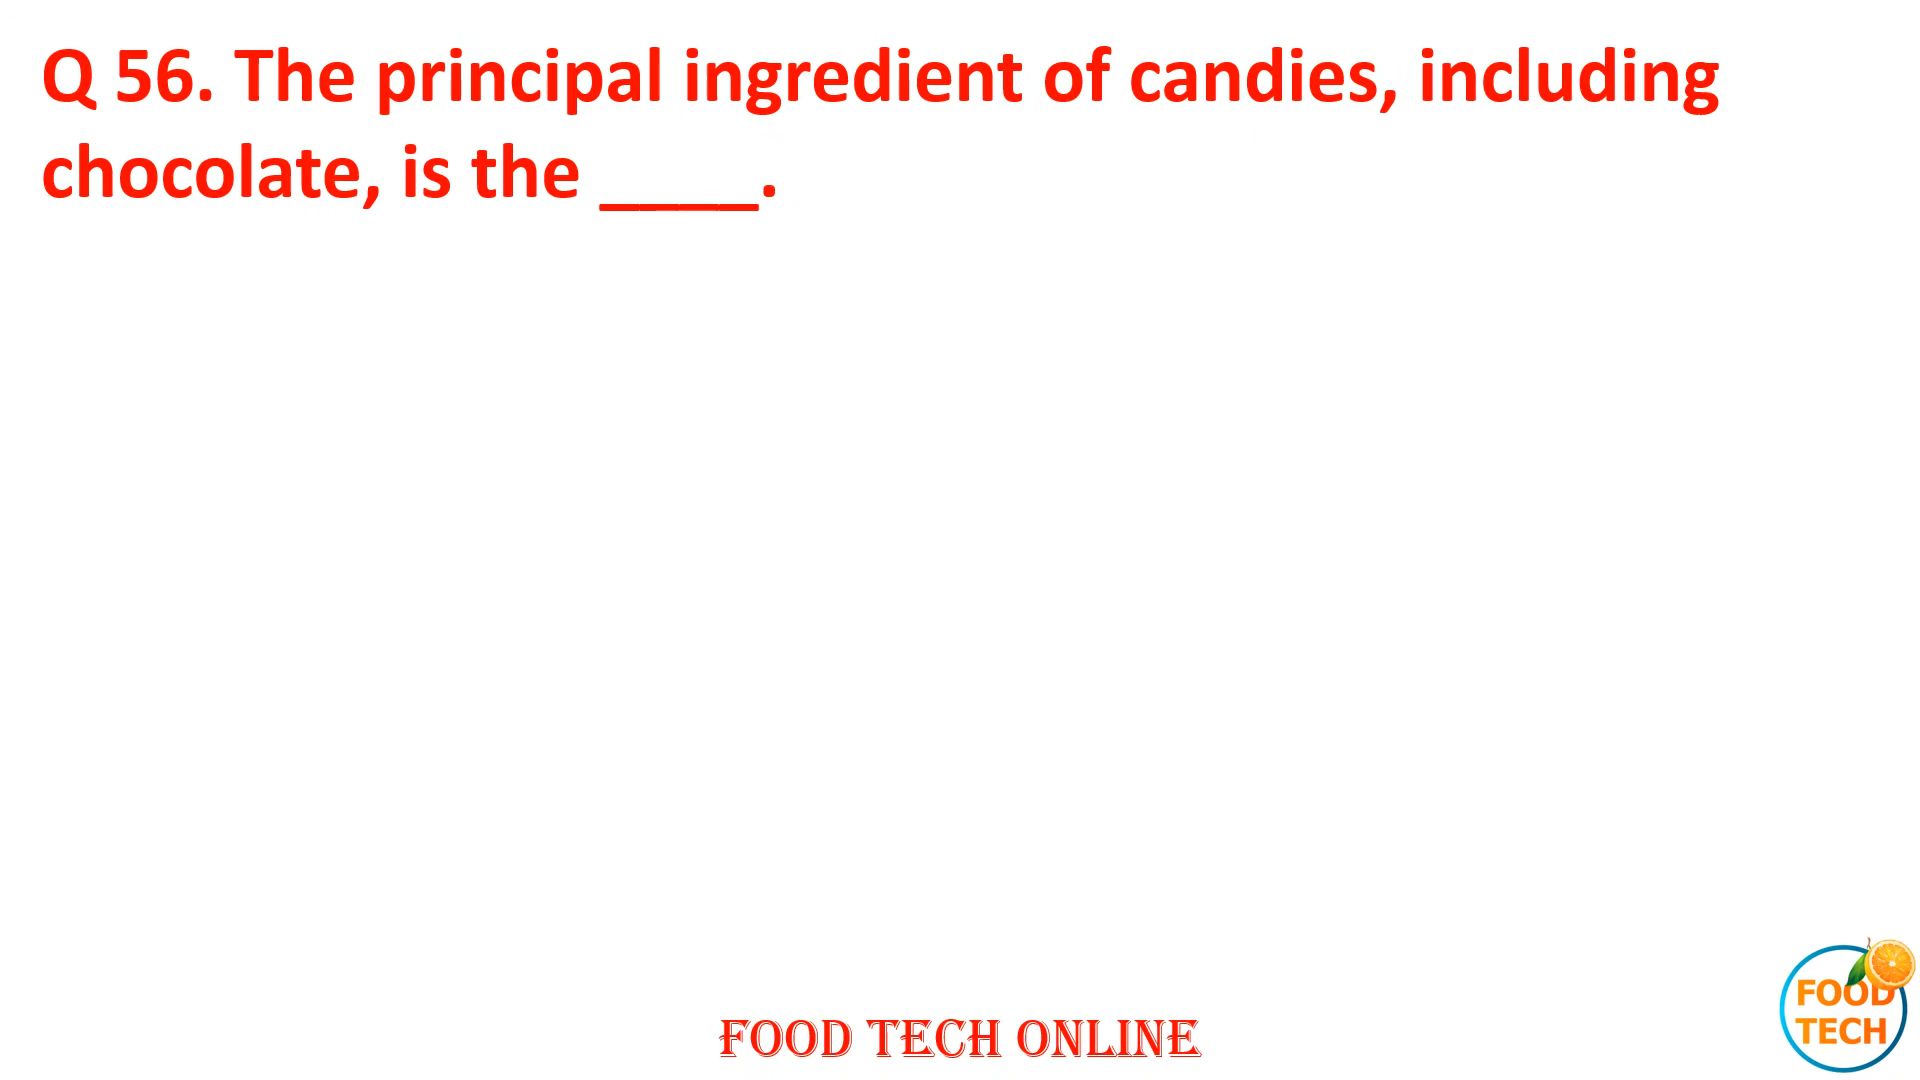 Q 56. The principal ingredient of candies, including
chocolate, is the ____.
FOOD TECH ONLINE
FOOD
TECH